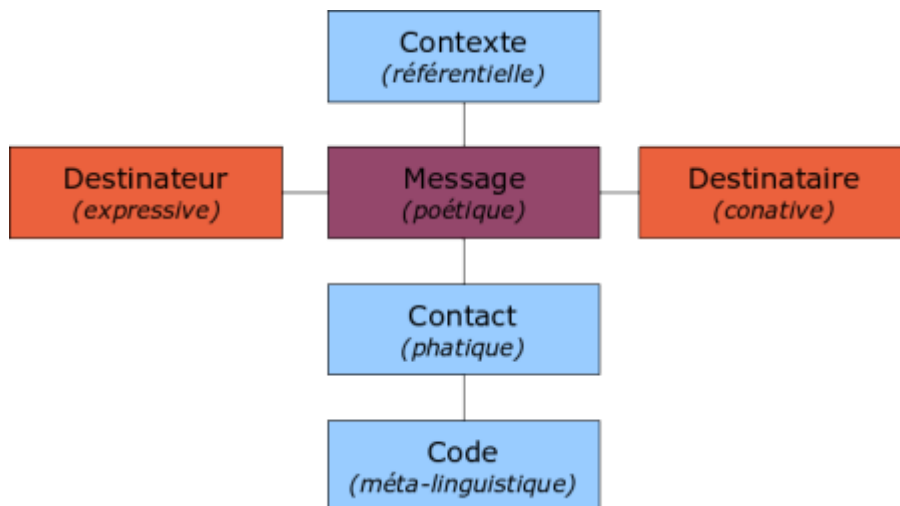 Contexte
(référentielle)
Destinateur
(expressive)
Message
(poétique)
Destinataire
(conative)
Contact
(phatique)
Code
(méta-linguistique)